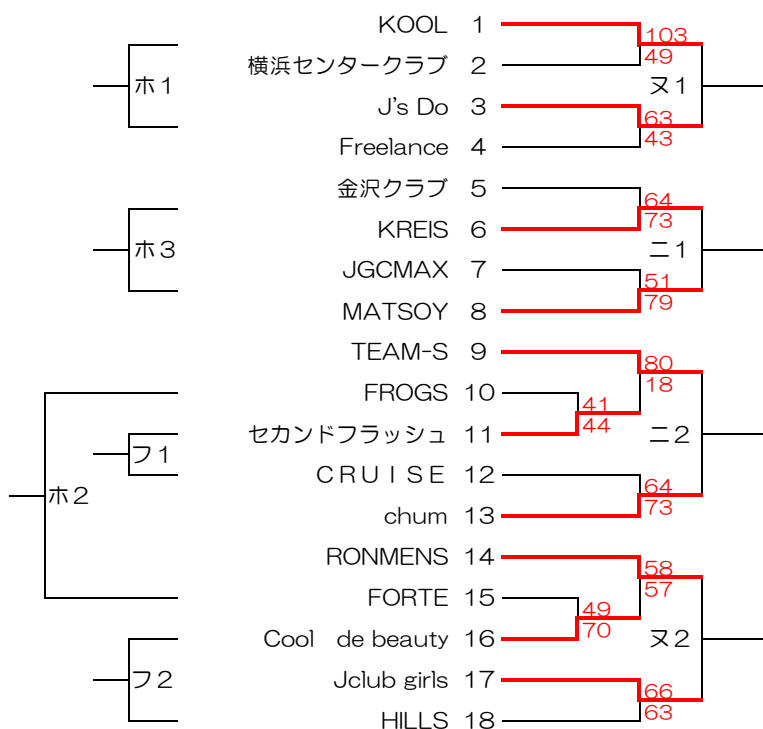 KOOL 1
103
49
横浜センタークラブ 2
ホ1
ヌ1
J's Do 3
63
43
Freelance 4
金沢クラブ 5
64
73
KREIS 6
ホ3
ニ1
JGCMAX 7
51
79
MATSOY 8
TEAM-S 9
80
18
FROGS 10
41
44
セカンドフラッシュ 11
フ1
ニ2
CRUISE 12
64
73
ホ2
chum 13
RONMENS 14
58
57
FORTE 15
49
70
Cool de beauty 16
ヌ2
Jclub girls 17
フ2
66
63
HILLS 18